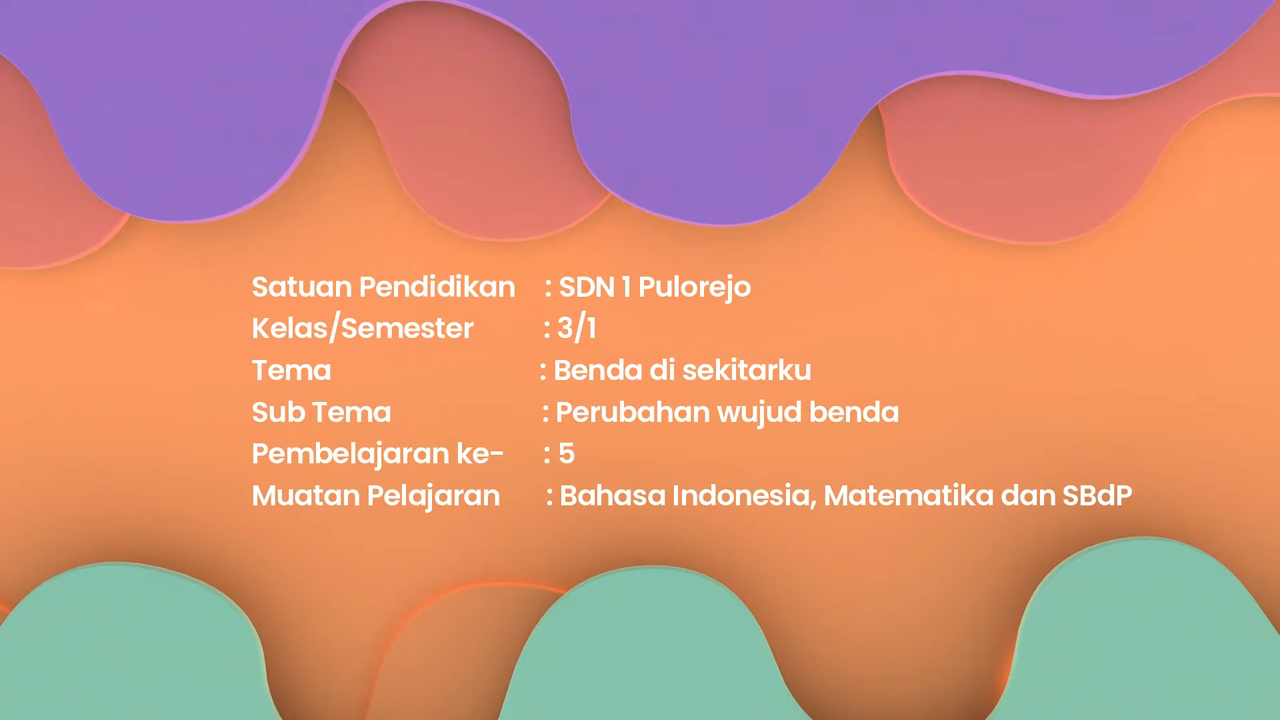 Satuan Pendidikan : SDN 1 Pulorejo
Kelas/Semester : 3/1
Tema : Benda di sekitarku
Sub Tema : Perubahan wujud benda
Pembelajaran ke- : 5
Muatan Pelajaran : Bahasa Indonesia, Matematika dan SBdP